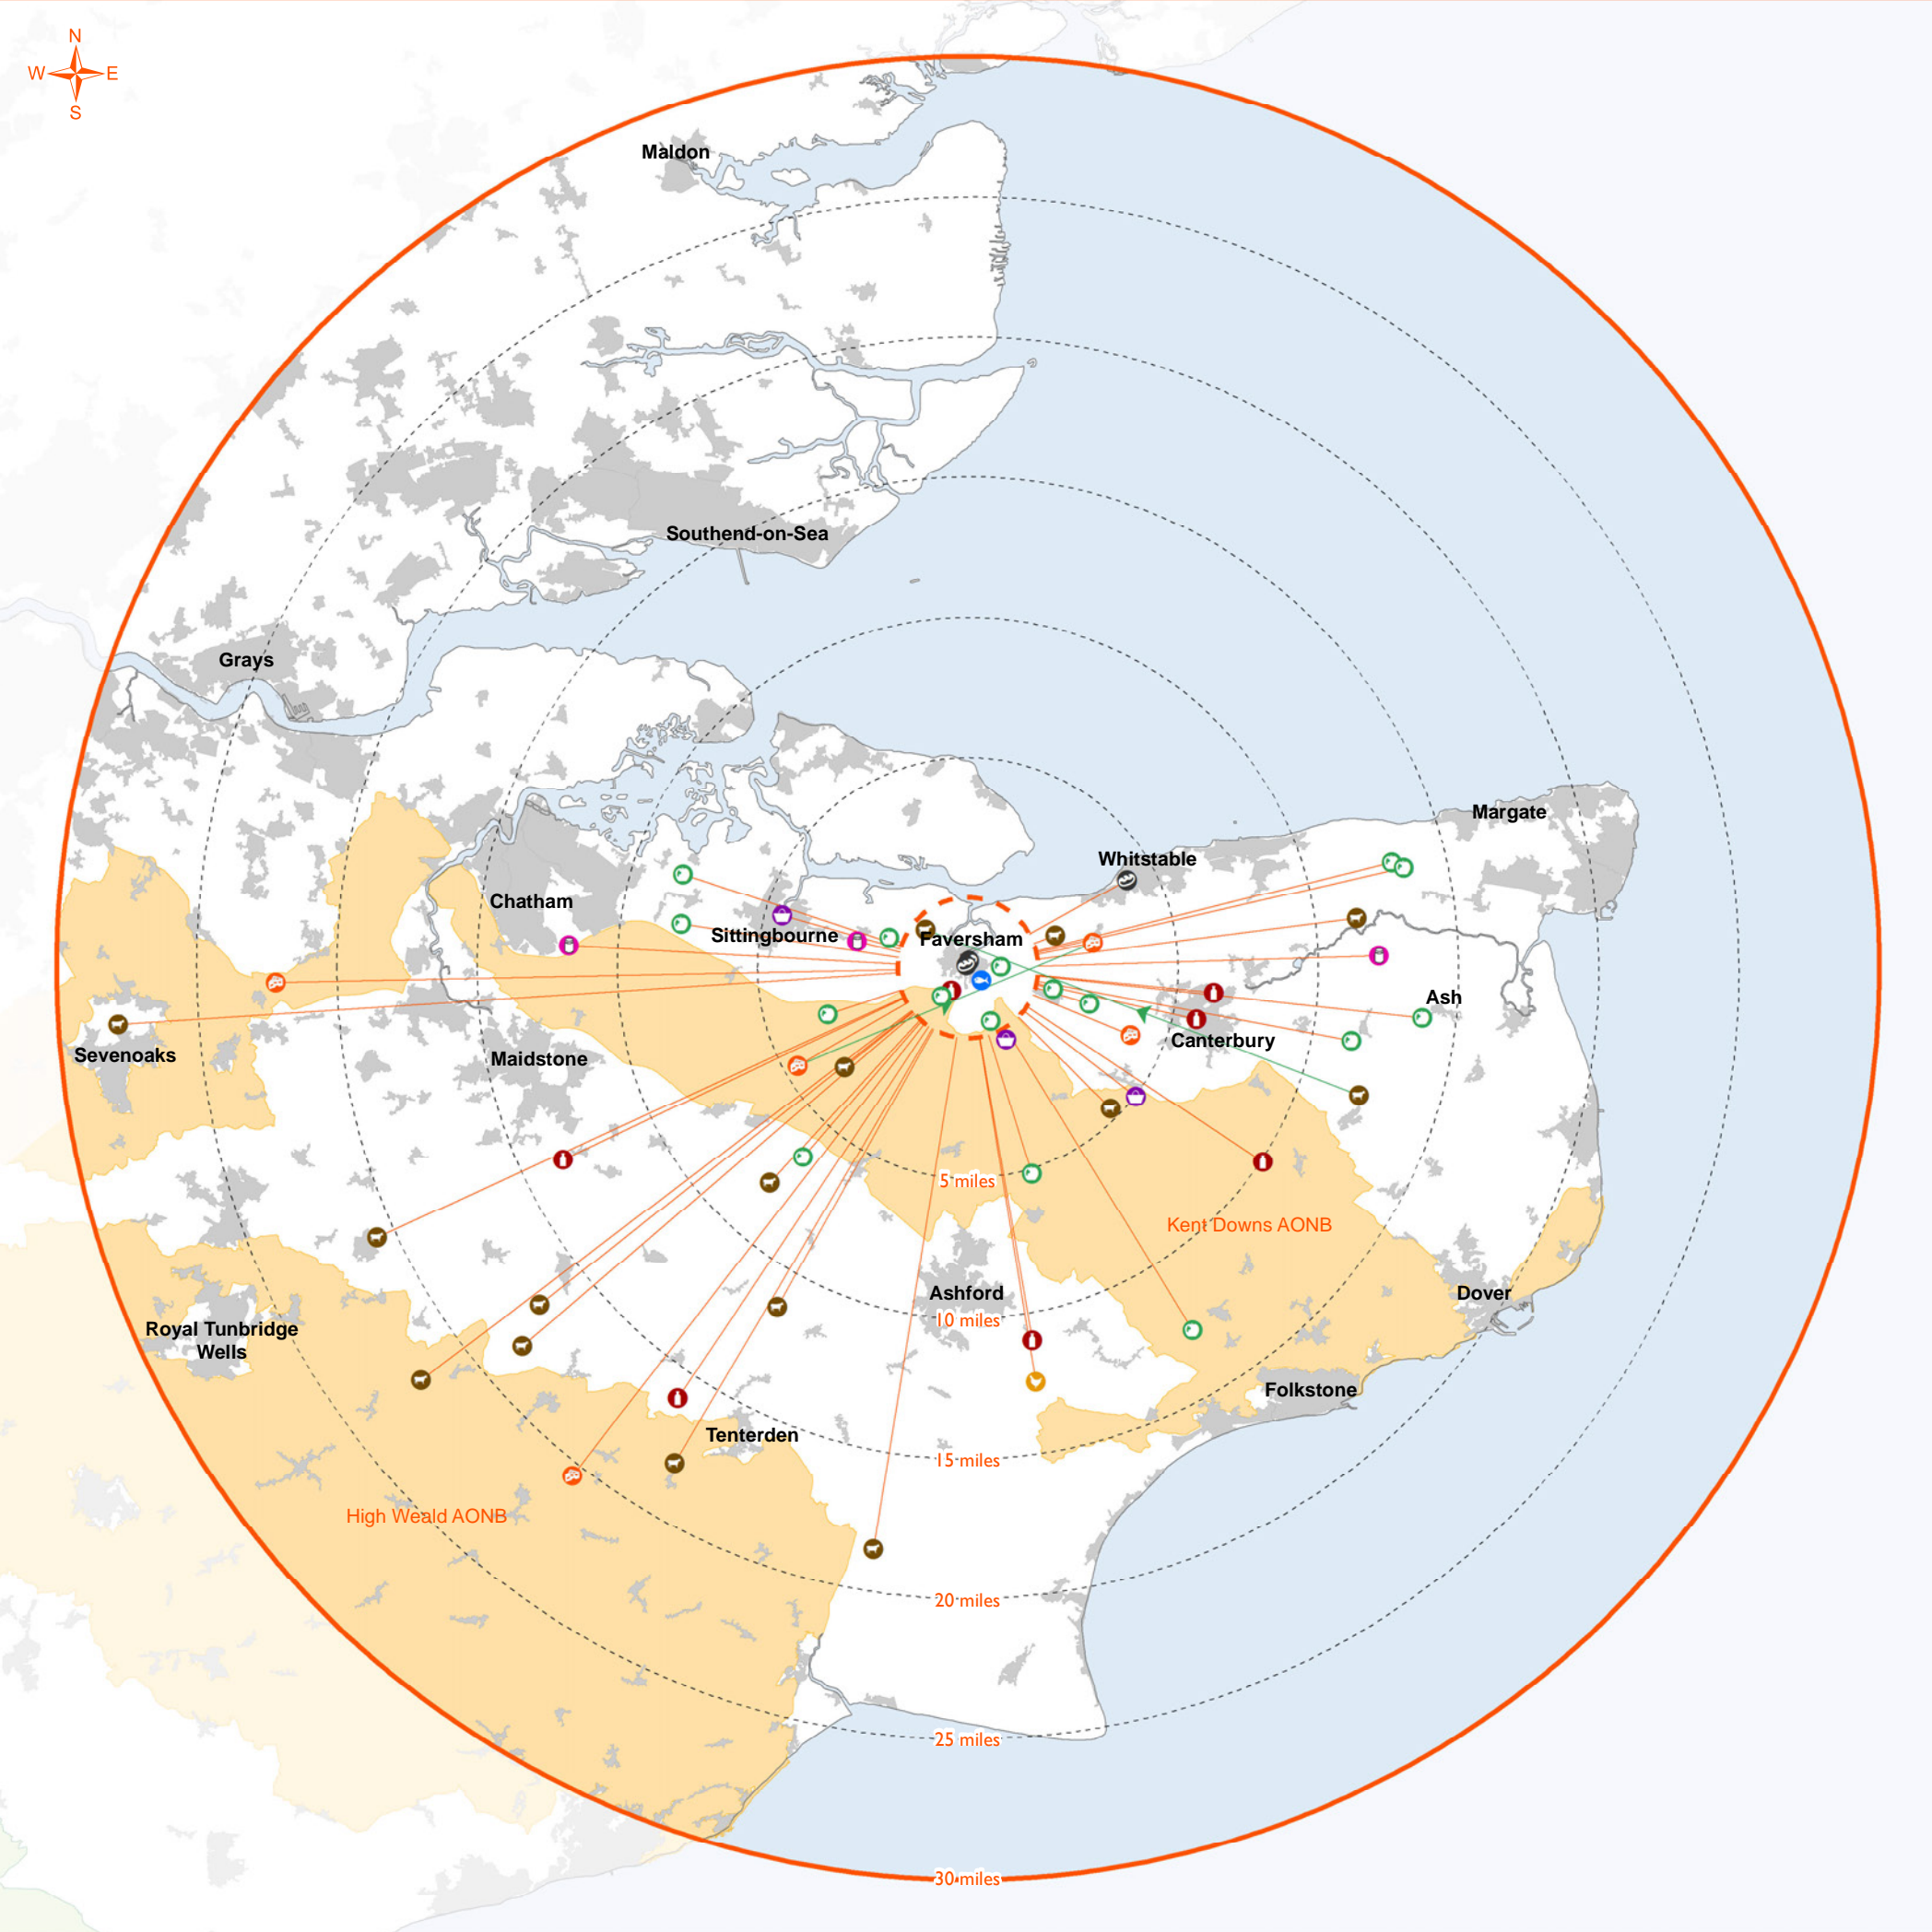 N
W E
S
Maldon
Southend-on-Sea
Grays
Margate
Whitstable
Chatham
Sittingbourne
Faversham
Ash
Canterbury
Sevenoaks
Maidstone
5 miles
Kent Downs AONB
Ashford
Dover
10 miles
Royal Tunbridge
Wells
Folkstone
Tenterden
15 miles
High Weald AONB
20 miles
25 miles
30 miles